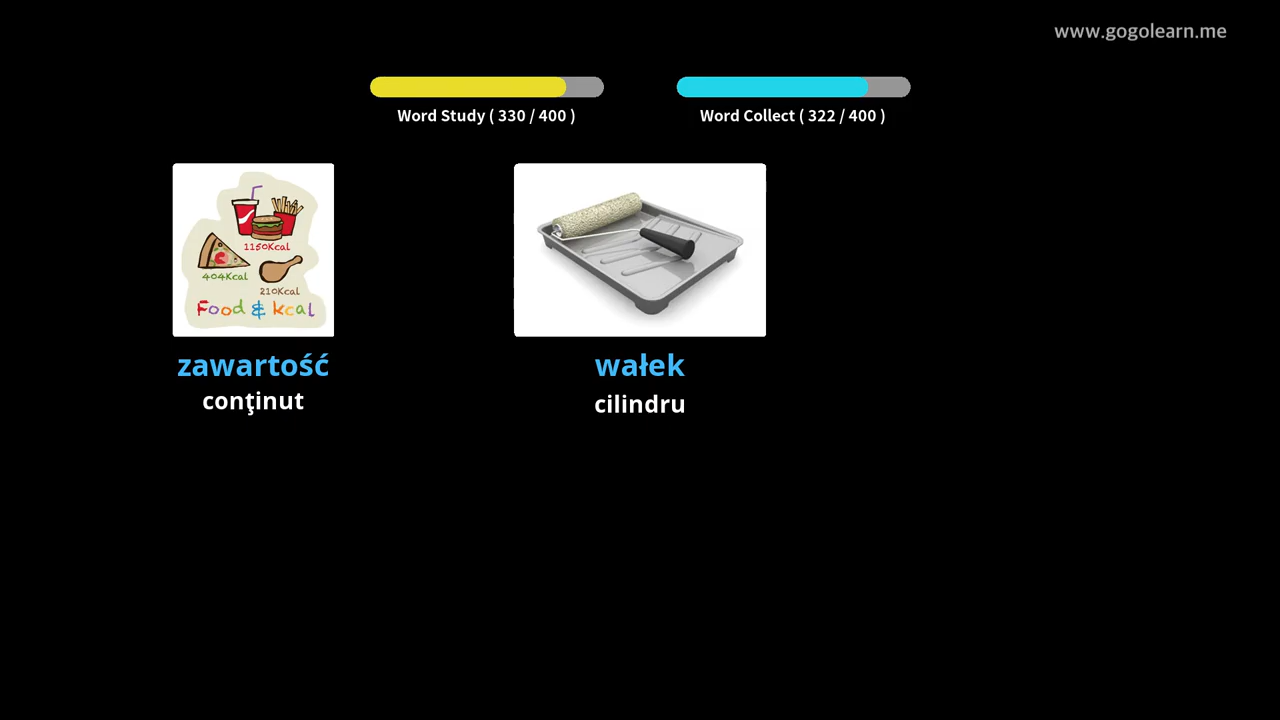 www.gogolearn.me
Word Study ( 330 / 400 )
Word Collect ( 322 / 400 )
1150Kcal
404Kcal
210Kcal
Food & kcal
zawartość
conţinut
wałek
cilindru